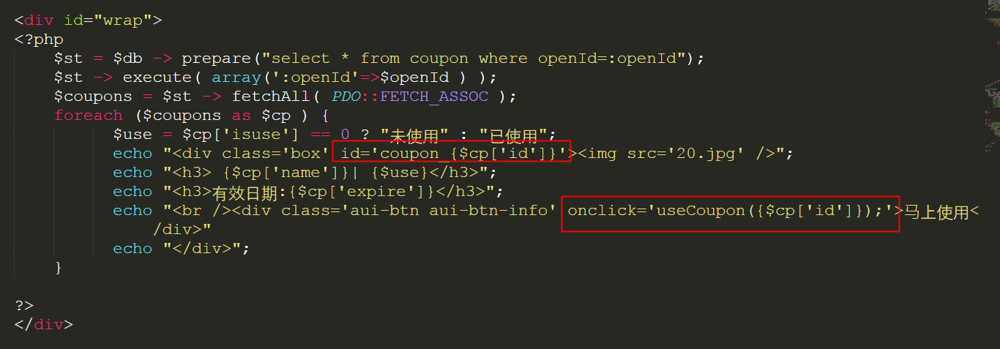 <div id="wrap">
<?php
$st = $db -> prepare("select * from coupon where openId=:openId");
$st -> execute( array(':openId'=>$openId ) );
$coupons = $st -> fetchAll( PDO::FETCH_ASSOC );
foreach ($coupons as $cp ) {
$use = $cp['isuse'] == 0 ? "未使用" : "已使用";
echo "<div class='box' id='coupon_{$cp['id']}'><img src='20.jpg' />";
echo "<h3> {$cp['name']}| {$use}</h3>";
echo "<h3>有效日期:{$cp['expire']}</h3>";
echo "<br /><div class='aui-btn aui-btn-info' onclick='useCoupon({$cp['id']});'>马上使用<
/div>"
echo "</div>";
}
?>
</div>